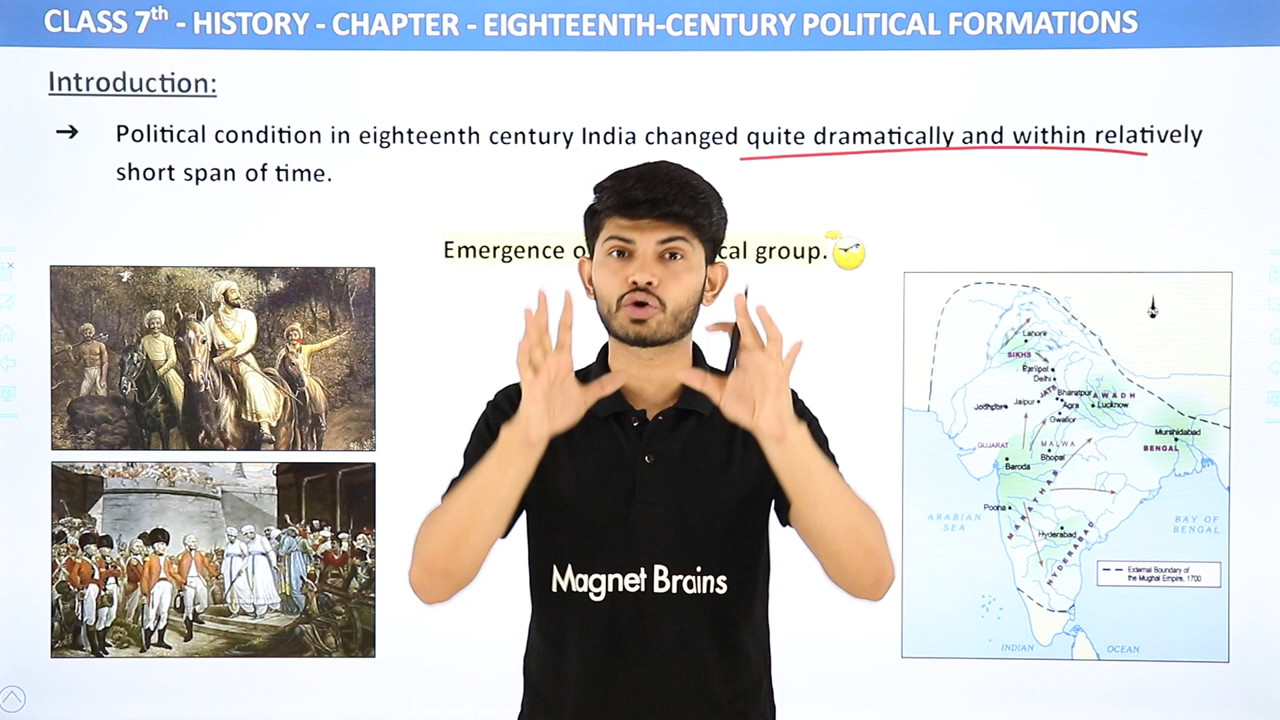 CLASS 7th - HISTORY - CHAPTER - EIGHTEENTH-CENTURY POLITICAL FORMATIONS
Introduction:
➔ Political condition in eighteenth century India changed quite dramatically and within relatively
short span of time.
Emergence o cal group.
Lahore
SIKHS
Panipat
Delhi
JATS
Bharatpur
AWADH
Jodhpur
Jaipur
Agra
Lucknow
Gwalior
Murshidabad
GUJARAT
MALWA
BENGAL
Bhopal
Baroda
Poona
MARATHAS
ARABIAN
SEA
BAY OF
BENGAL
Hyderabad
HYDERABAD
External Boundary of
the Mughal Empire, 1700
INDIAN OCEAN
Magnet Brains